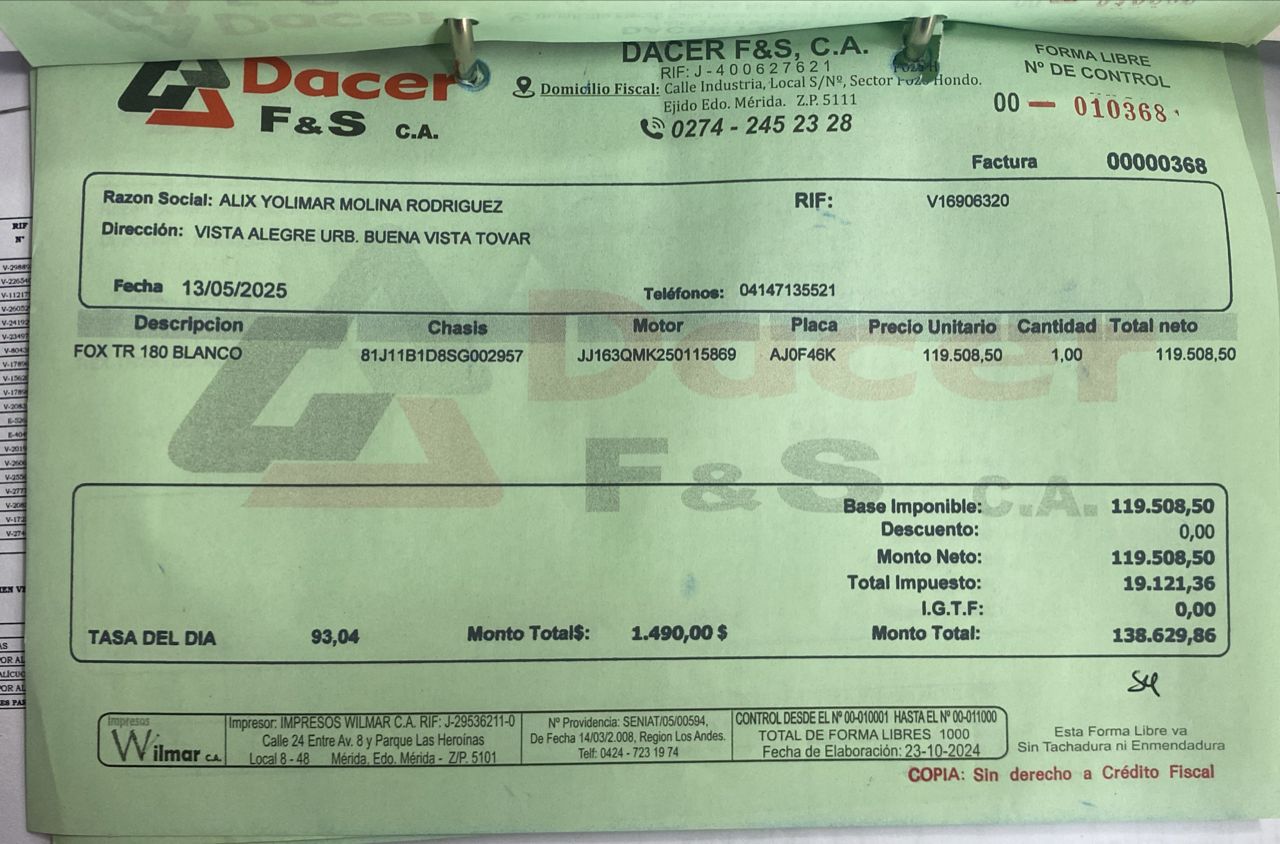 Dacer
F&S C.A.
DACER F&S, C.A.
RIF: J-400627621
Domicilio Fiscal: Calle Industria, Local S/Nº, Sector Pozo Hondo.
Ejido Edo. Mérida. Z.P. 5111
0274 - 245 23 28
FORMA LIBRE
Nº DE CONTROL
00 — 010368
Factura 00000368
Razon Social: ALIX YOLIMAR MOLINA RODRIGUEZ RIF: V16906320
Dirección: VISTA ALEGRE URB. BUENA VISTA TOVAR
Fecha 13/05/2025 Teléfonos: 04147135521
Descripcion Chasis Motor Placa Precio Unitario Cantidad Total neto
FOX TR 180 BLANCO 81J11B1D8SG002957 JJ163QMK250115869 AJ0F46K 119.508,50 1,00 119.508,50
Dacer
F&S C.A.
Base Imponible: 119.508,50
Descuento: 0,00
Monto Neto: 119.508,50
Total Impuesto: 19.121,36
I.G.T.F: 0,00
TASA DEL DIA 93,04 Monto Total$: 1.490,00 $ Monto Total: 138.629,86
Impresos
Wilmar C.A.
Impresor: IMPRESOS WILMAR C.A. RIF: J-29536211-0
Calle 24 Entre Av. 8 y Parque Las Heroínas
Local 8 - 48 Mérida, Edo. Mérida - Z/P. 5101
Nº Providencia: SENIAT/05/00594,
De Fecha 14/03/2.008, Region Los Andes.
Telf: 0424 - 723 19 74
CONTROL DESDE EL Nº 00-010001 HASTA EL Nº 00-011000
TOTAL DE FORMA LIBRES 1000
Fecha de Elaboración: 23-10-2024
Esta Forma Libre va
Sin Tachadura ni Enmendadura
COPIA: Sin derecho a Crédito Fiscal
RIF
Nº